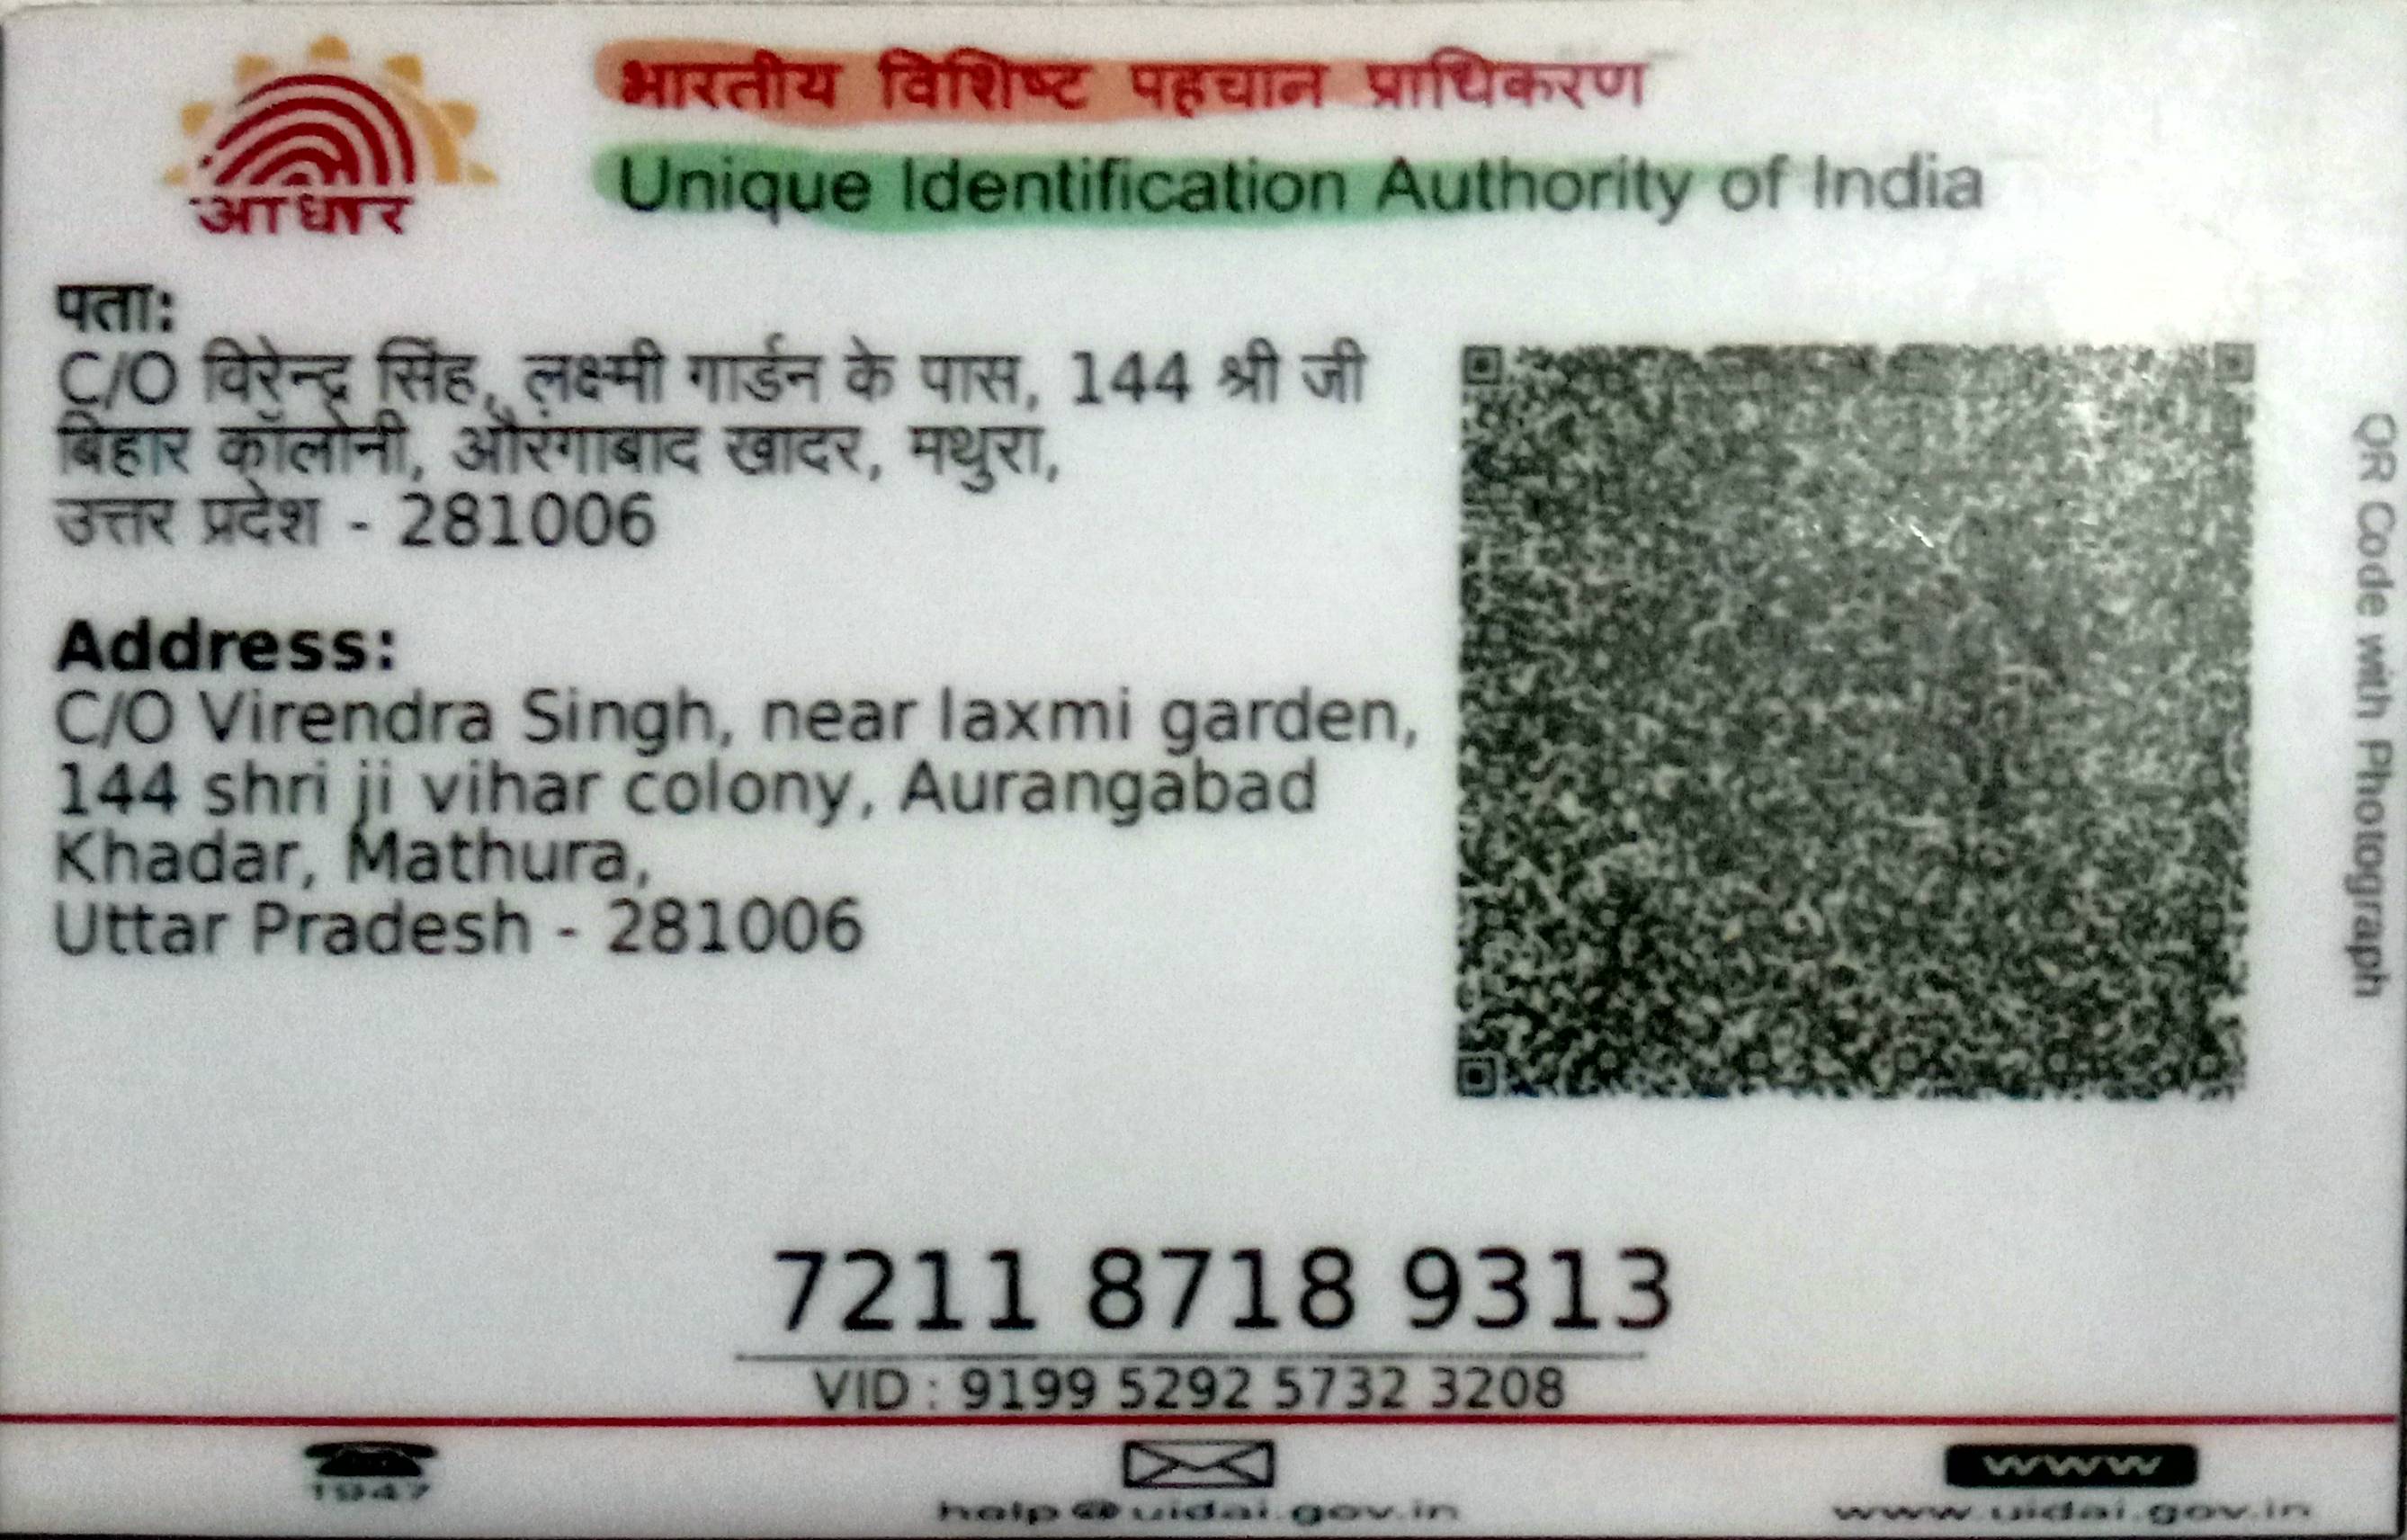 आधार
भारतीय विशिष्ट पहचान प्राधिकरण
Unique Identification Authority of India
पता:
C/O विरेन्द्र सिंह, लक्ष्मी गार्डन के पास, 144 श्री जी
बिहार कॉलोनी, औरंगाबाद खादर, मथुरा,
उत्तर प्रदेश - 281006
Address:
C/O Virendra Singh, near laxmi garden,
144 shri ji vihar colony, Aurangabad
Khadar, Mathura,
Uttar Pradesh - 281006
QR Code with Photograph
7211 8718 9313
VID : 9199 5292 5732 3208
1947
help@uidai.gov.in
www
www.uidai.gov.in